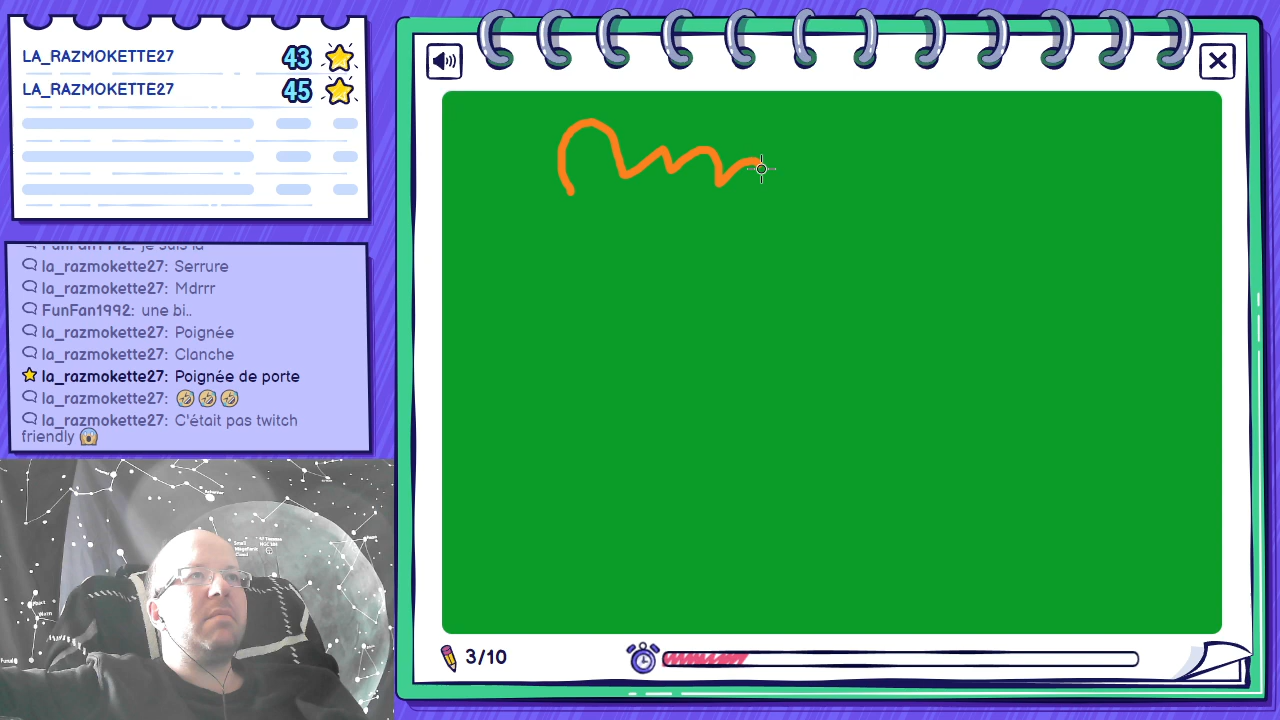 LA_RAZMOKETTE27 43
LA_RAZMOKETTE27 45
la_razmokette27: Serrure
la_razmokette27: Mdrrr
FunFan1992: une bi..
la_razmokette27: Poignée
la_razmokette27: Clanche
la_razmokette27: Poignée de porte
la_razmokette27: 🤣🤣🤣
la_razmokette27: C'était pas twitch
friendly 😱
3/10